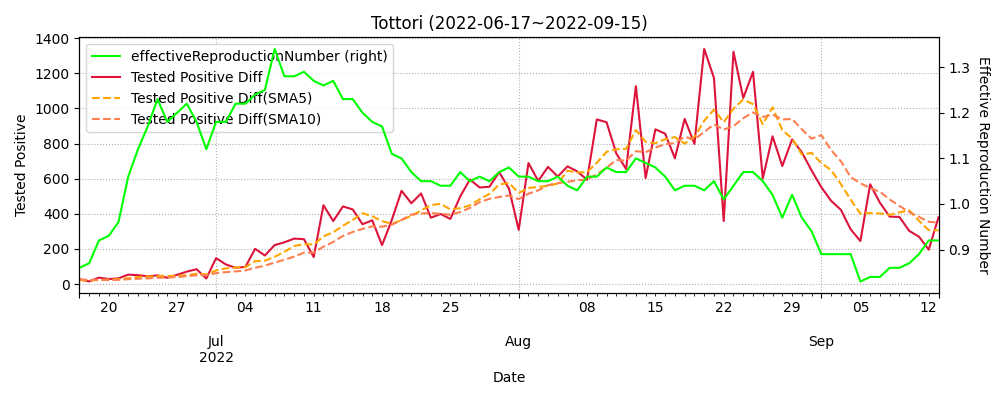 Tottori (2022-06-17~2022-09-15)
effectiveReproductionNumber (right)
Tested Positive Diff
Tested Positive Diff(SMA5)
Tested Positive Diff(SMA10)
Tested Positive
1400
1200
1000
800
600
400
200
0
1.3
1.2
1.1
1.0
0.9
Effective Reproduction Number
20 27 04 11 18 25 08 15 22 29 05 12
Jul Aug Sep
2022
Date